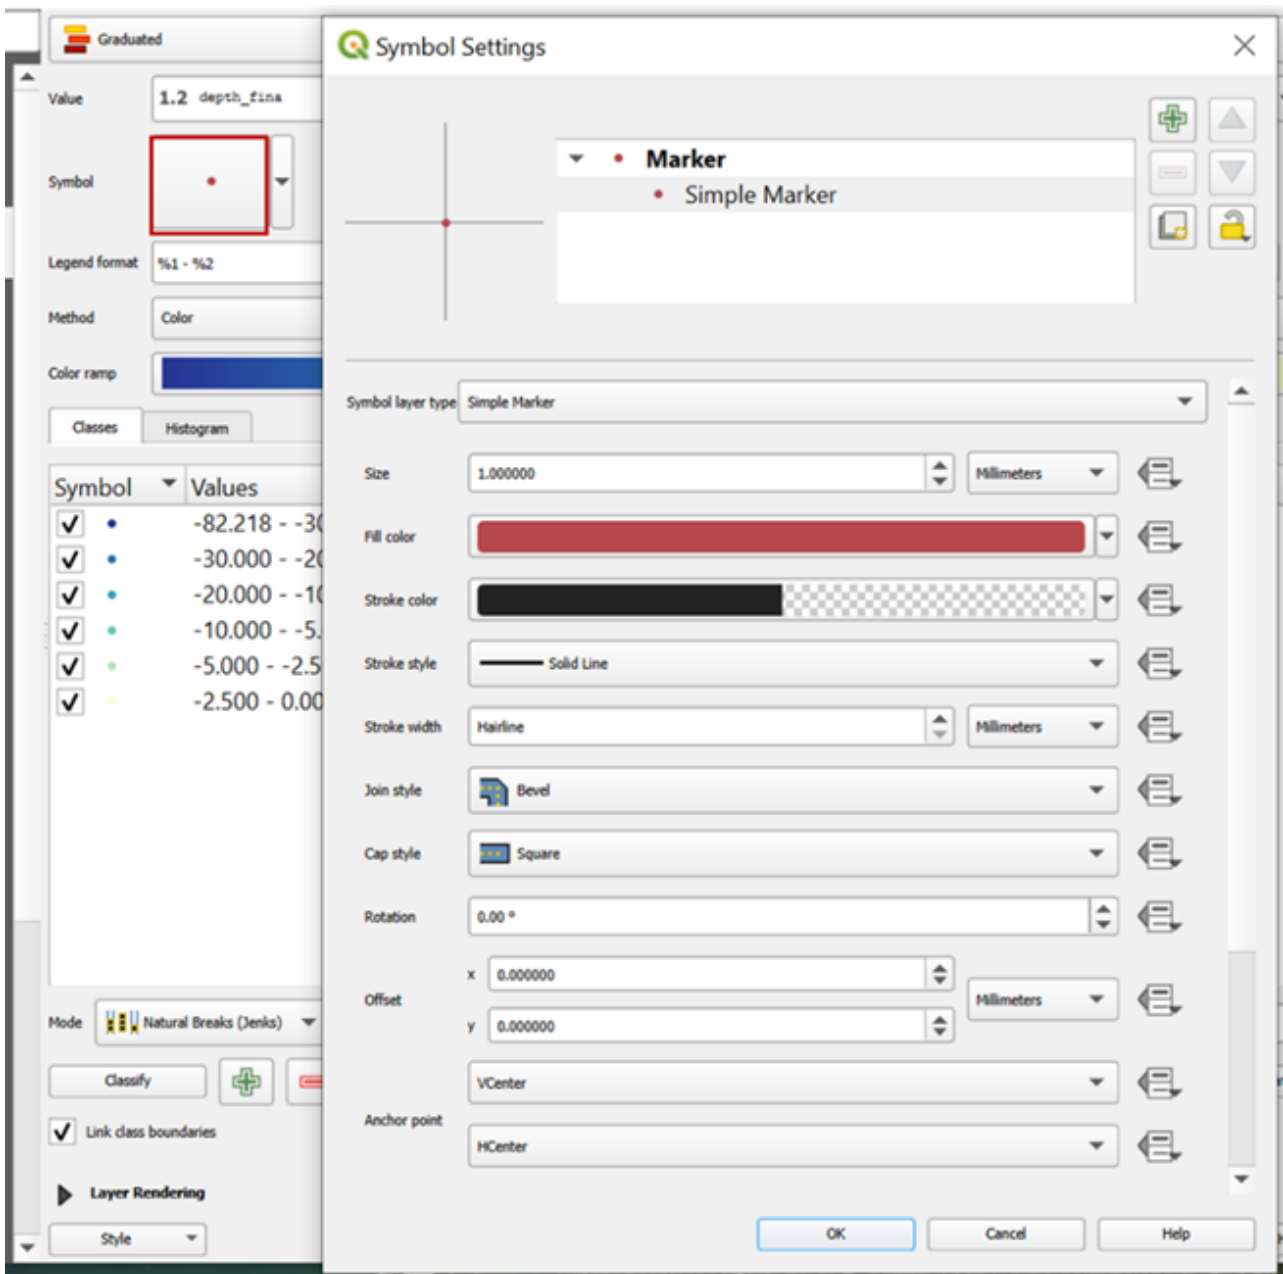 Graduated
Value 1.2 depth_fina
Symbol
Legend format %1 - %2
Method Color
Color ramp
Classes Histogram
Symbol Values
-82.218 - -30
-30.000 - -20
-20.000 - -10
-10.000 - -5.
-5.000 - -2.5
-2.500 - 0.00
Mode Natural Breaks (Jenks)
Classify
Link class boundaries
Layer Rendering
Style
Symbol Settings
Marker
Simple Marker
Symbol layer type Simple Marker
Size 1.000000 Millimeters
Fill color
Stroke color
Stroke style Solid Line
Stroke width Hairline Millimeters
Join style Bevel
Cap style Square
Rotation 0.00 °
Offset x 0.000000 Millimeters
y 0.000000
Anchor point VCenter
HCenter
OK Cancel Help